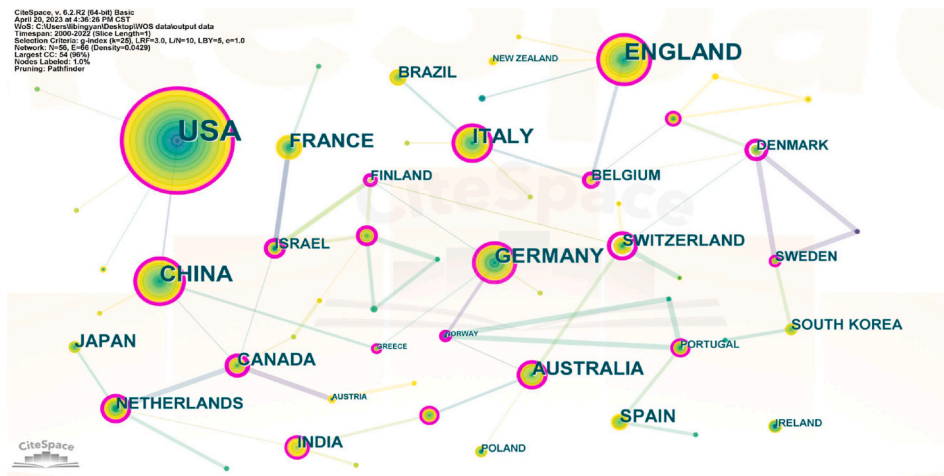 CiteSpace, v. 6.2.R2 (64-bit) Basic
April 20, 2023 at 4:36:26 PM CST
WoS: C:\Users\libingyan\Desktop\WOS data\output data
Timespan: 2000-2022 (Slice Length=1)
Selection Criteria: g-index (k=25), LRF=3.0, L/N=10, LBY=5, e=1.0
Network: N=56, E=66 (Density=0.0429)
Largest CC: 54 (96%)
Nodes Labeled: 1.0%
Pruning: Pathfinder
ENGLAND
NEW ZEALAND
BRAZIL
USA
FRANCE
ITALY
DENMARK
FINLAND
BELGIUM
CiteSpace
ISRAEL
SWITZERLAND
GERMANY
SWEDEN
CHINA
SOUTH KOREA
NORWAY
JAPAN
GREECE
PORTUGAL
CANADA
AUSTRALIA
AUSTRIA
NETHERLANDS
SPAIN
IRELAND
INDIA
POLAND
CiteSpace